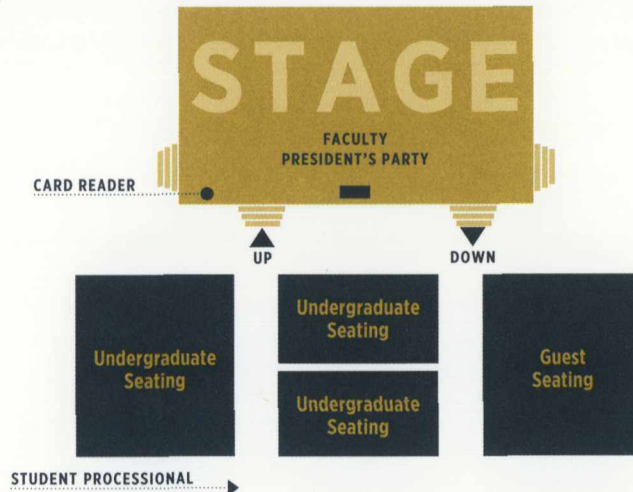 STAGE
FACULTY
PRESIDENT'S PARTY
CARD READER
UP
DOWN
Undergraduate
Seating
Undergraduate
Seating
Undergraduate
Seating
Guest
Seating
STUDENT PROCESSIONAL